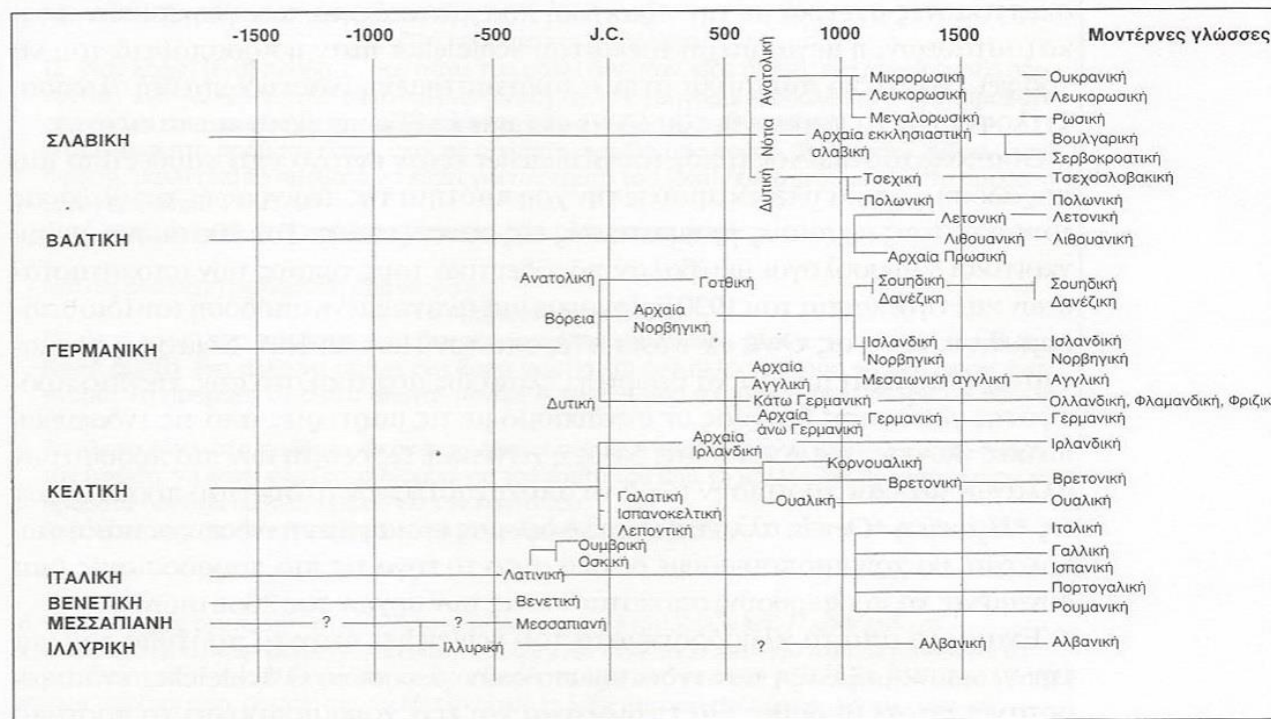 -1500 -1000 -500 J.C. 500 1000 1500 Μοντέρνες γλώσσες
Ανατολική
Μικρορωσική Ουκρανική
Λευκορωσική Λευκορωσική
Μεγαλορωσική Ρωσική
Νότια
ΣΛΑΒΙΚΗ Αρχαία εκκλησιαστική Βουλγαρική
σλαβική Σερβοκροατική
Δυτική
Τσεχική Τσεχοσλοβακική
Πολωνική Πολωνική
Λετονική Λετονική
ΒΑΛΤΙΚΗ Λιθουανική Λιθουανική
Αρχαία Πρωσική
Ανατολική Γοτθική Σουηδική Σουηδική
Δανέζικη Δανέζικη
Βόρεια Αρχαία
Νορβηγική
ΓΕΡΜΑΝΙΚΗ Ισλανδική Ισλανδική
Νορβηγική Νορβηγική
Αρχαία
Αγγλική Μεσαιωνική αγγλική Αγγλική
Δυτική Κάτω Γερμανική Ολλανδική, Φλαμανδική, Φριζικ
Αρχαία
άνω Γερμανική Γερμανική Γερμανική
Αρχαία
Ιρλανδική Ιρλανδική
Κορνουαλική
ΚΕΛΤΙΚΗ Βρετονική Βρετονική
Γαλατική Ουαλική Ουαλική
Ισπανοκελτική
Λεποντική Ιταλική
Ουμβρική
Οσκική Γαλλική
ΙΤΑΛΙΚΗ Λατινική Ισπανική
Πορτογαλική
ΒΕΝΕΤΙΚΗ Βενετική Ρουμανική
ΜΕΣΣΑΠΙΑΝΗ ? ? Μεσσαπιανή
ΙΛΛΥΡΙΚΗ Ιλλυρική ? Αλβανική Αλβανική